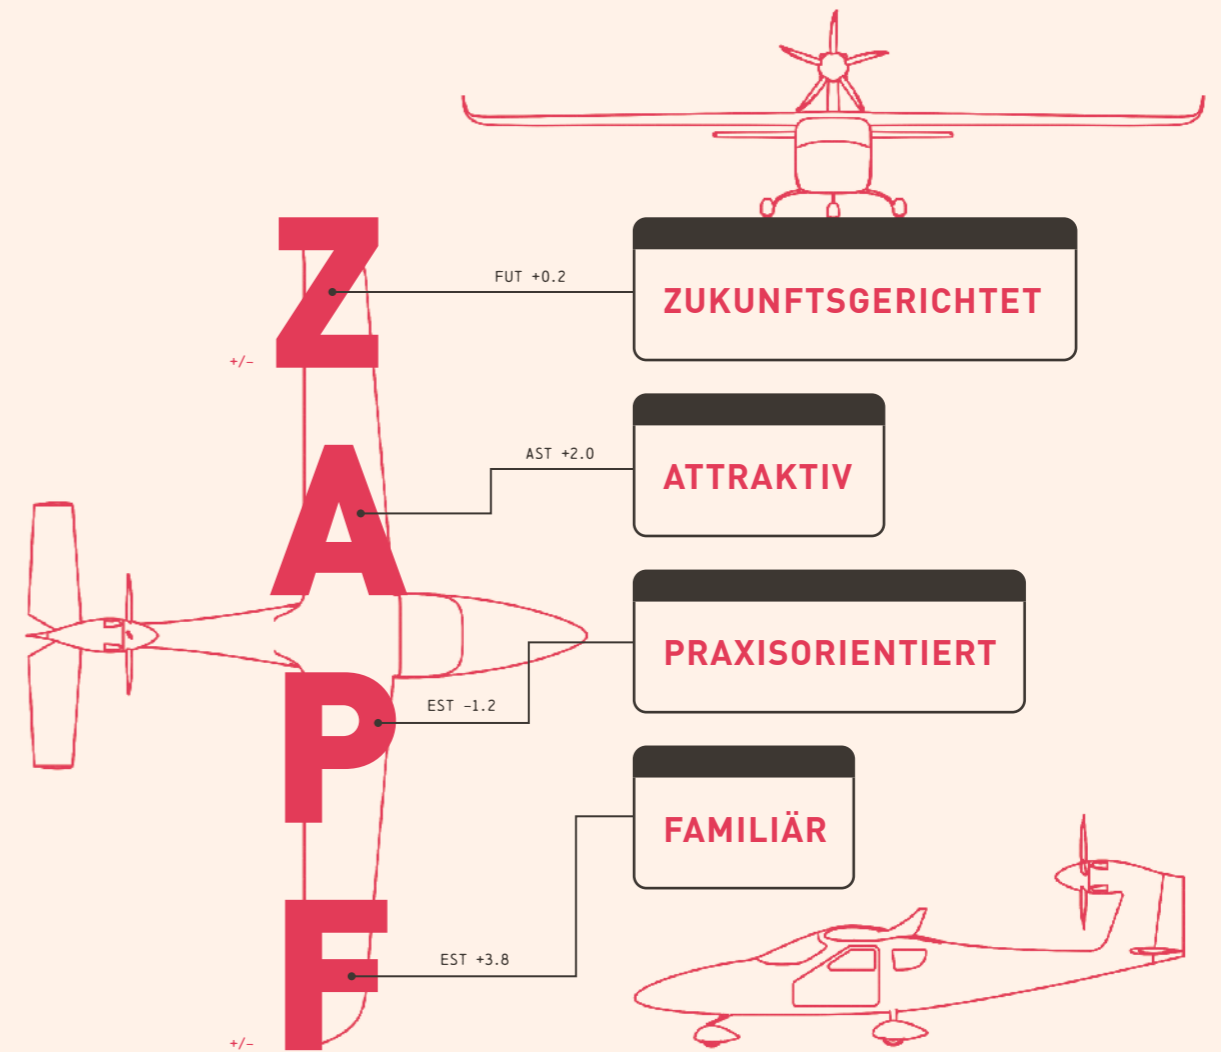 Z
FUT +0.2
ZUKUNFTSGERICHTET
+/-
A
AST +2.0
ATTRAKTIV
P
EST -1.2
PRAXISORIENTIERT
F
EST +3.8
FAMILIÄR
+/-